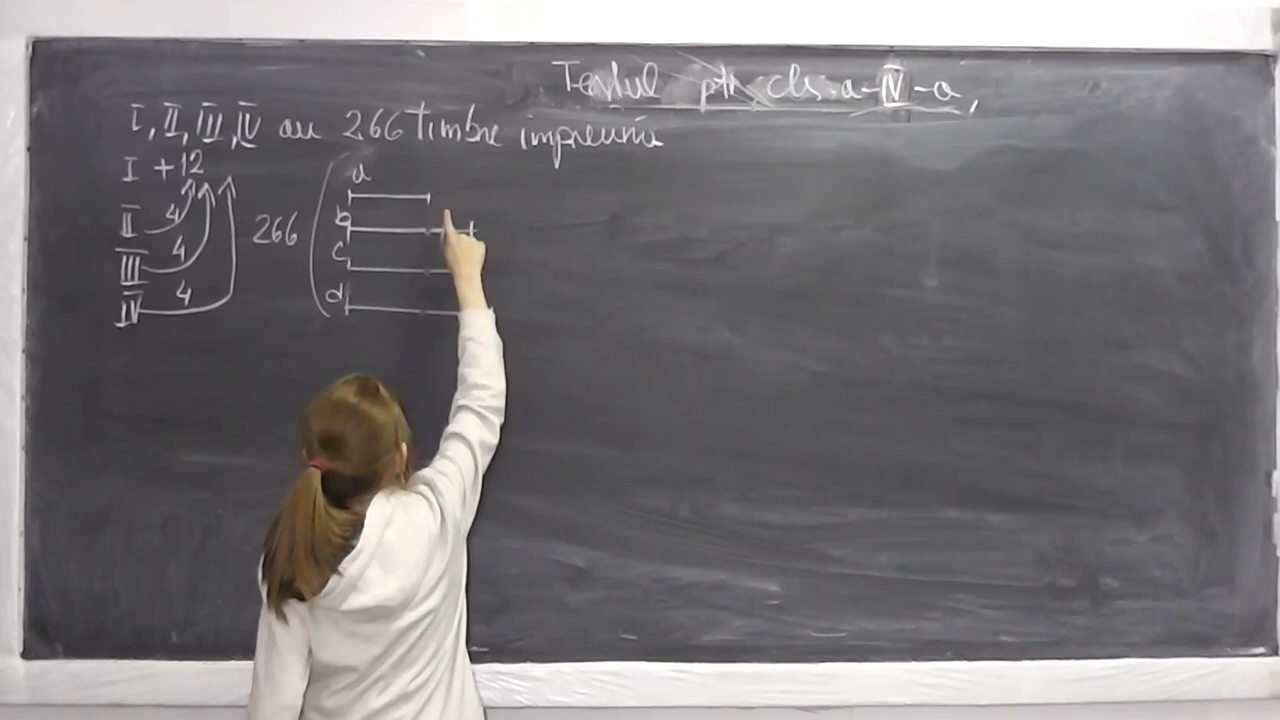 Testul ptr cls. a-IV-a,
I, II, III, IV au 266 timbre împreună
I +12
II 4
III 4
IV 4
266
a
b
c
d